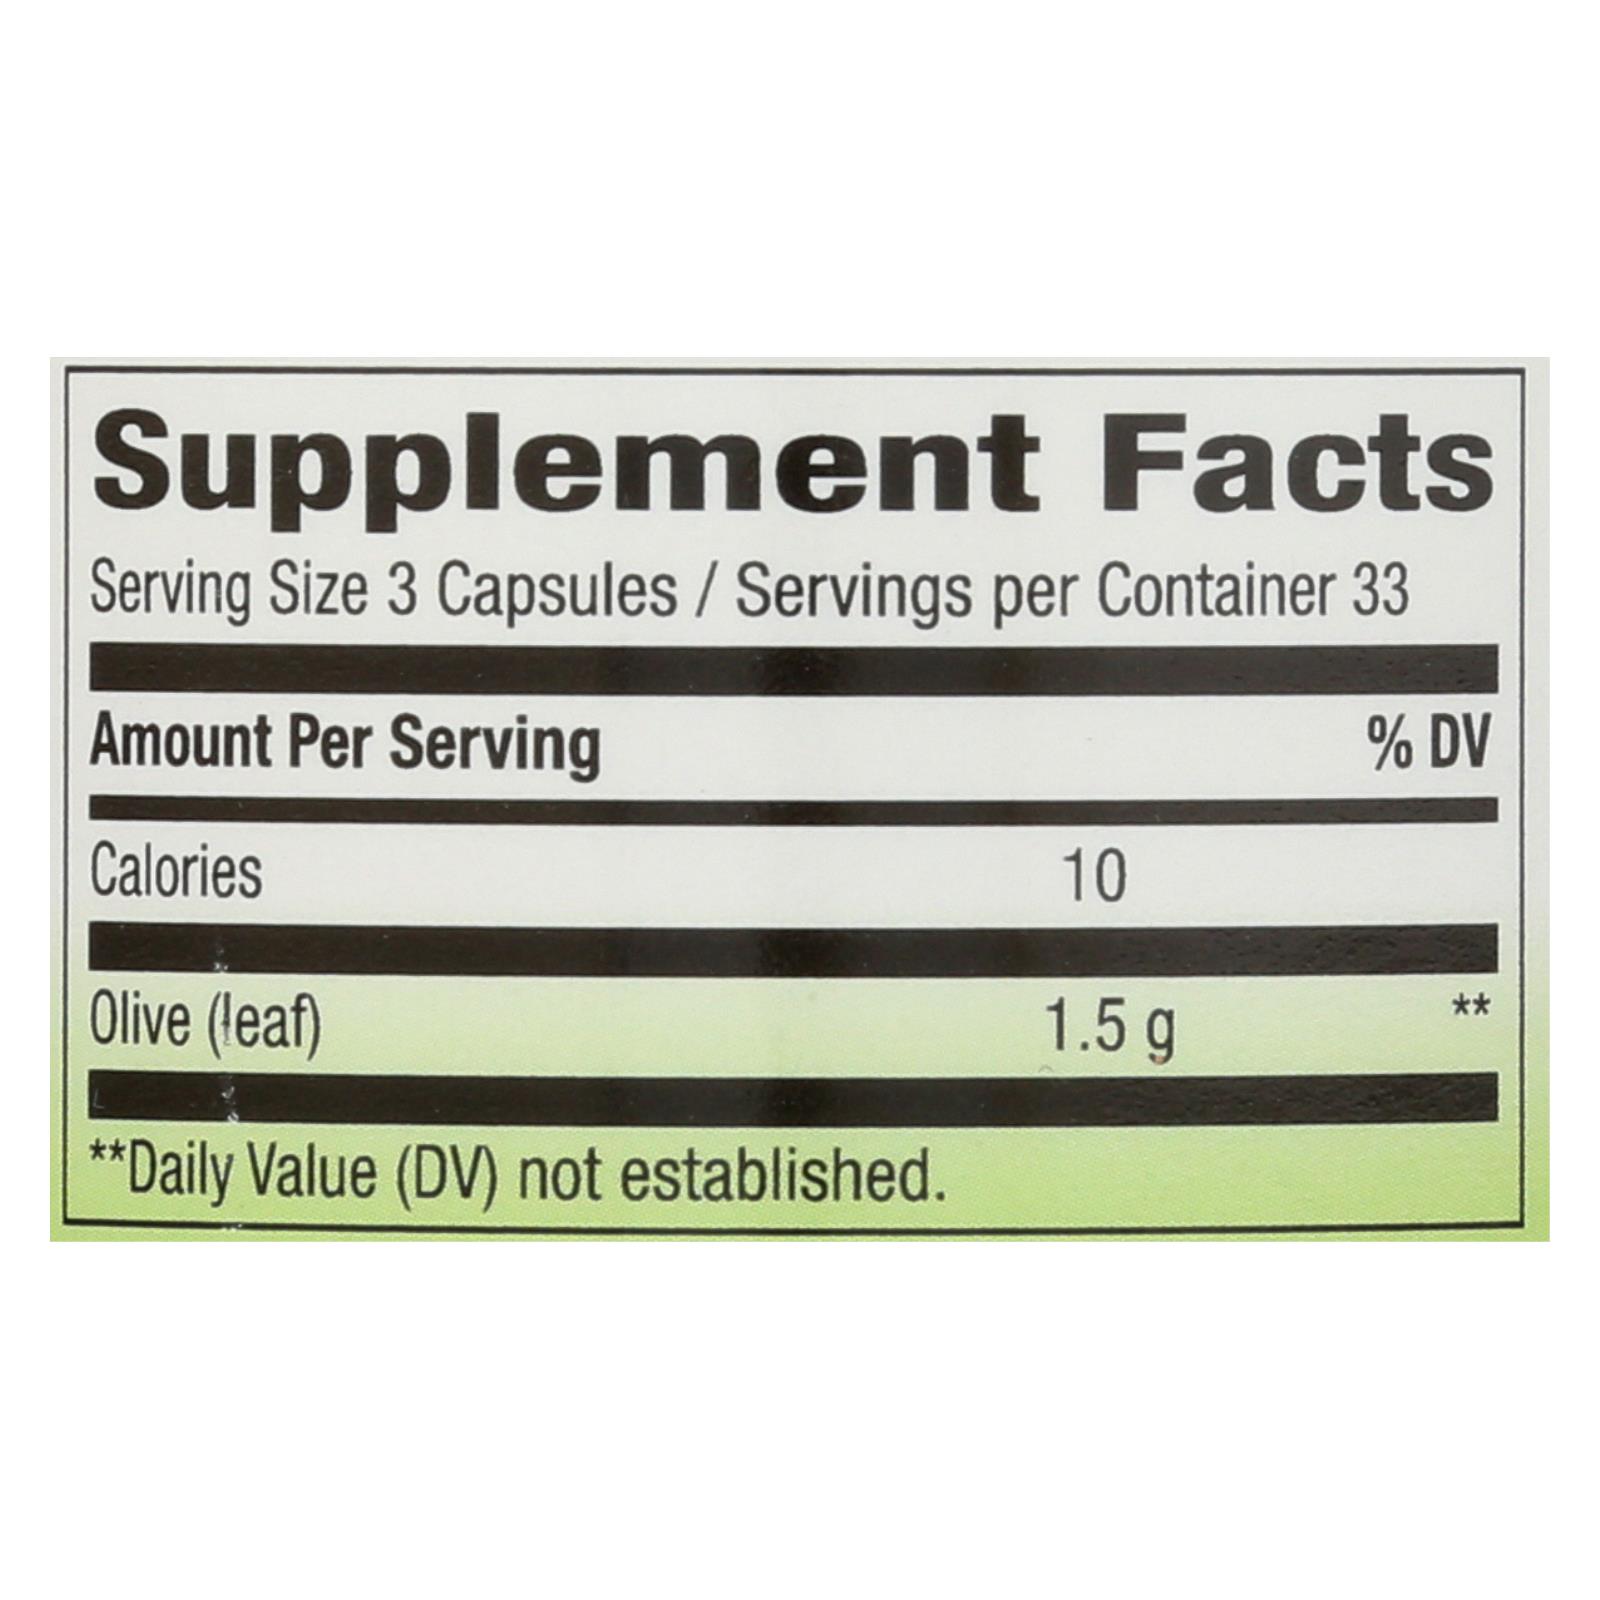 Supplement Facts
Serving Size 3 Capsules / Servings per Container 33
Amount Per Serving % DV
Calories 10
Olive (leaf) 1.5 g **
**Daily Value (DV) not established.